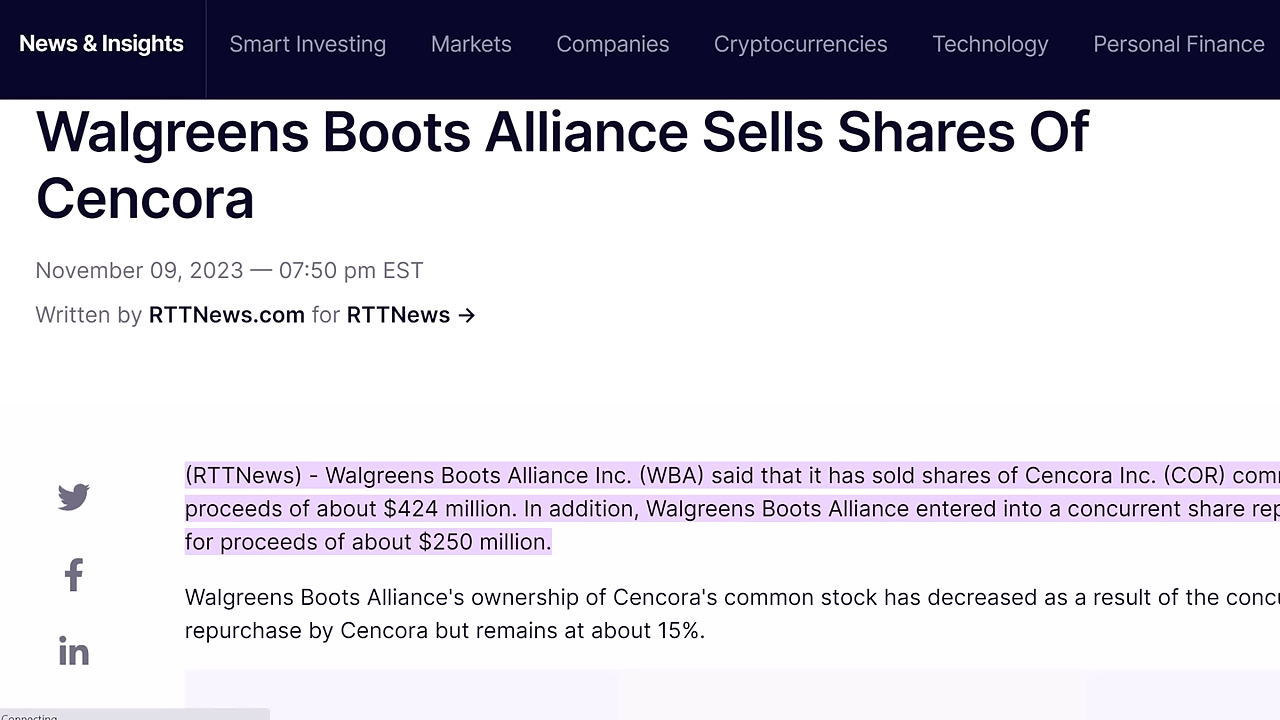 News & Insights Smart Investing Markets Companies Cryptocurrencies Technology Personal Finance
Walgreens Boots Alliance Sells Shares Of
Cencora
November 09, 2023 — 07:50 pm EST
Written by RTTNews.com for RTTNews →
(RTTNews) - Walgreens Boots Alliance Inc. (WBA) said that it has sold shares of Cencora Inc. (COR)
proceeds of about $424 million. In addition, Walgreens Boots Alliance entered into a concurrent share
for proceeds of about $250 million.
Walgreens Boots Alliance's ownership of Cencora's common stock has decreased as a result of the
repurchase by Cencora but remains at about 15%.